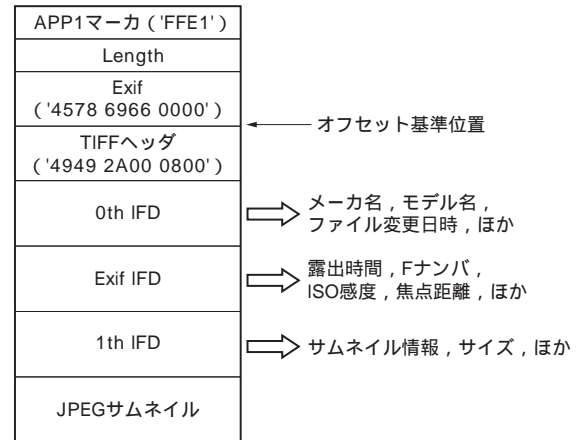 APP1マーカ（'FFE1'）
Length
Exif
（'4578 6966 0000'）
オフセット基準位置
TIFFヘッダ
（'4949 2A00 0800'）
0th IFD
メーカ名，モデル名，
ファイル変更日時，ほか
Exif IFD
露出時間，Fナンバ，
ISO感度，焦点距離，ほか
1th IFD
サムネイル情報，サイズ，ほか
JPEGサムネイル